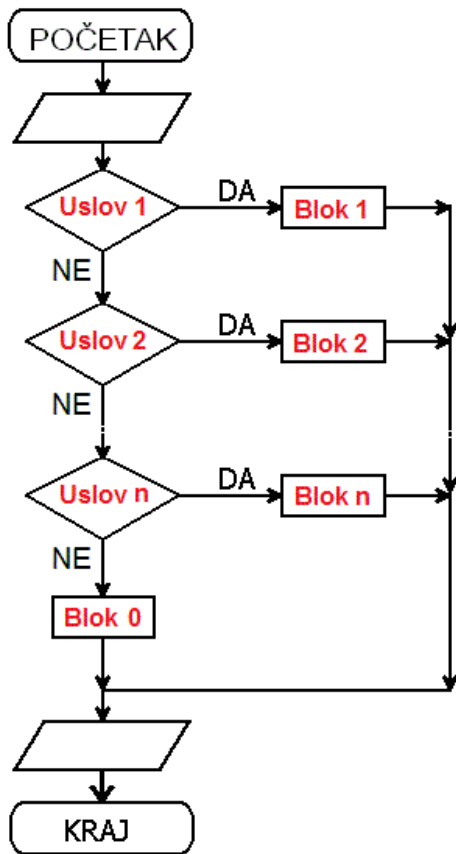 POČETAK
Uslov 1
DA
Blok 1
NE
Uslov 2
DA
Blok 2
NE
Uslov n
DA
Blok n
NE
Blok 0
KRAJ